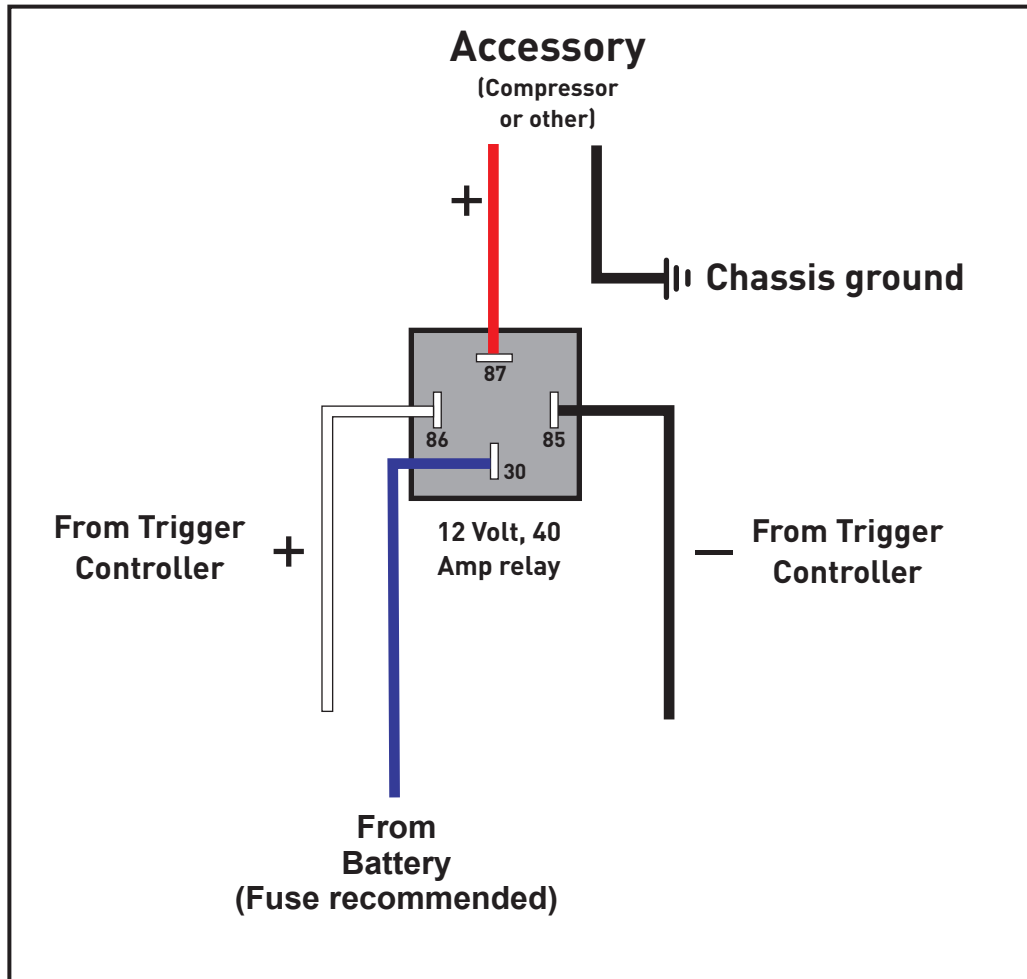 Accessory
(Compressor
or other)
+
Chassis ground
87
86
85
30
12 Volt, 40
Amp relay
From Trigger
Controller
+
—
From Trigger
Controller
From
Battery
(Fuse recommended)